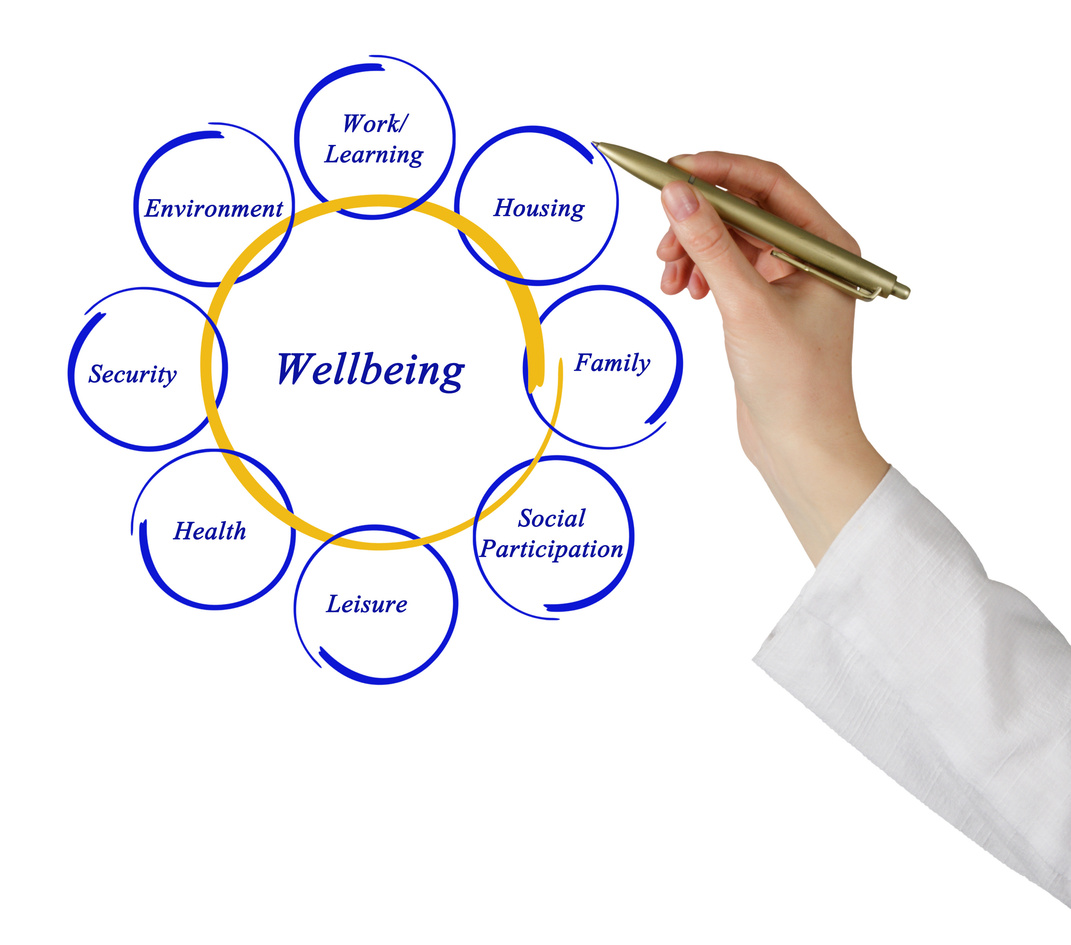 Work/
Learning
Environment
Housing
Security
Wellbeing
Family
Health
Social
Participation
Leisure